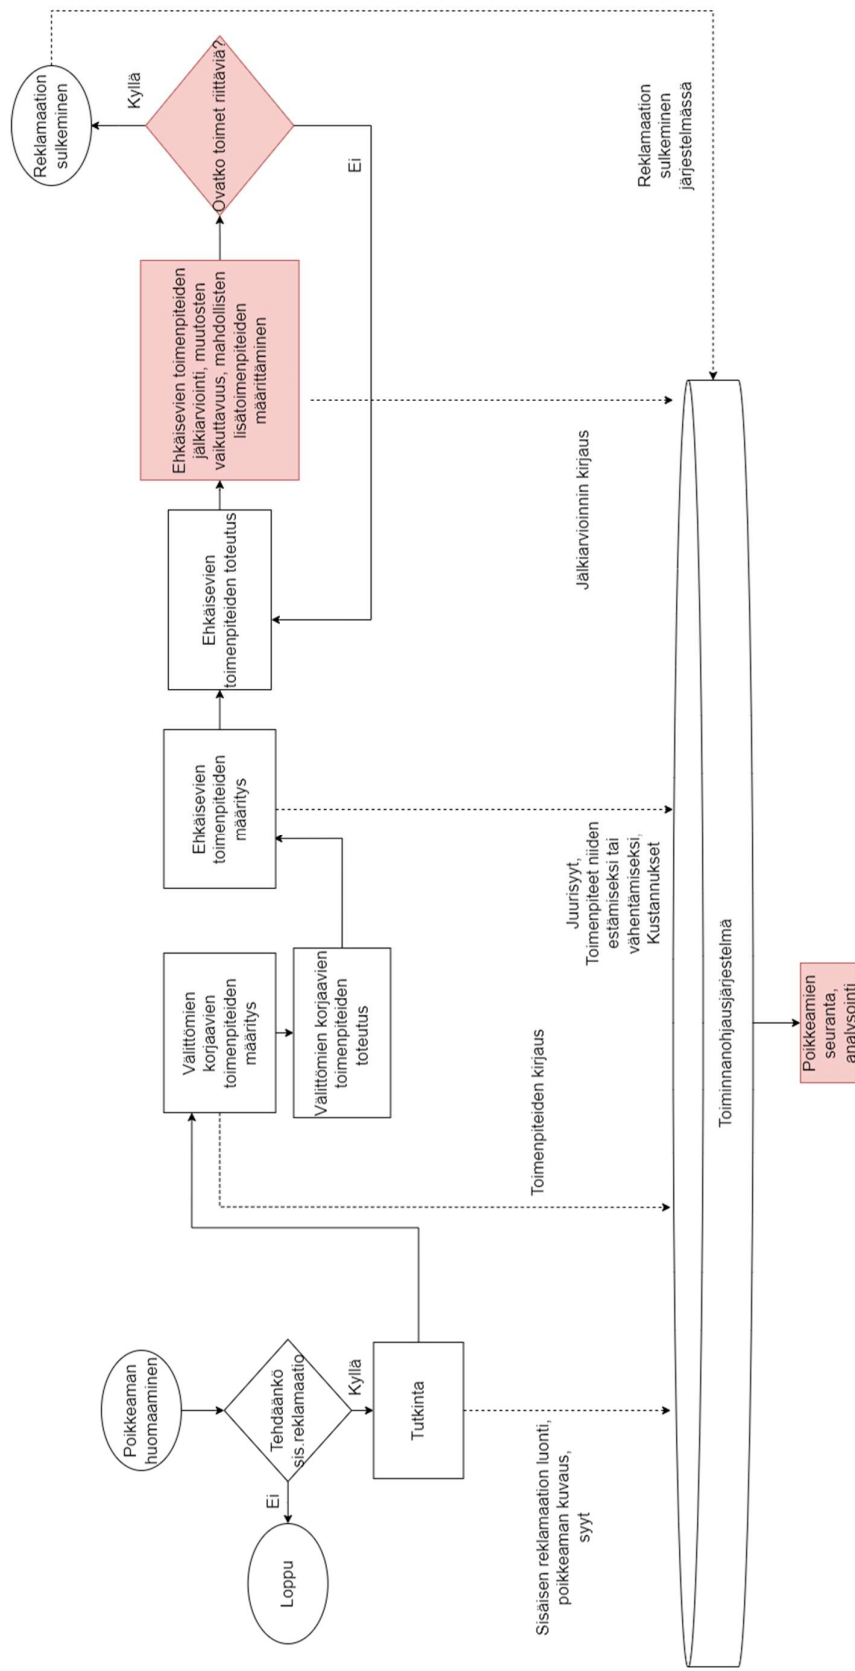 Poikkeaman
huomaaminen
Tehdäänkö
sis.reklamaatio
Ei
Loppu
Kyllä
Tutkinta
Sisäisen reklamaation luonti,
poikkeaman kuvaus,
syyt
Välittömien
korjaavien
toimenpiteiden
määritys
Välittömien korjaavien
toimenpiteiden
toteutus
Toimenpiteiden kirjaus
Ehkäisevien
toimenpiteiden
määritys
Juurisyyt,
Toimenpiteet niiden
estämiseksi tai
vähentämiseksi,
Kustannukset
Ehkäisevien
toimenpiteiden toteutus
Ehkäisevien toimenpiteiden
jälkiarviointi, muutosten
vaikuttavuus, mahdollisten
lisätoimenpiteiden
määrittäminen
Jälkiarvioinnin kirjaus
Ovatko toimet riittäviä?
Ei
Kyllä
Reklamaation
sulkeminen
Reklamaation
sulkeminen
järjestelmässä
Toiminnanohjausjärjestelmä
Poikkeamien
seuranta,
analysointi